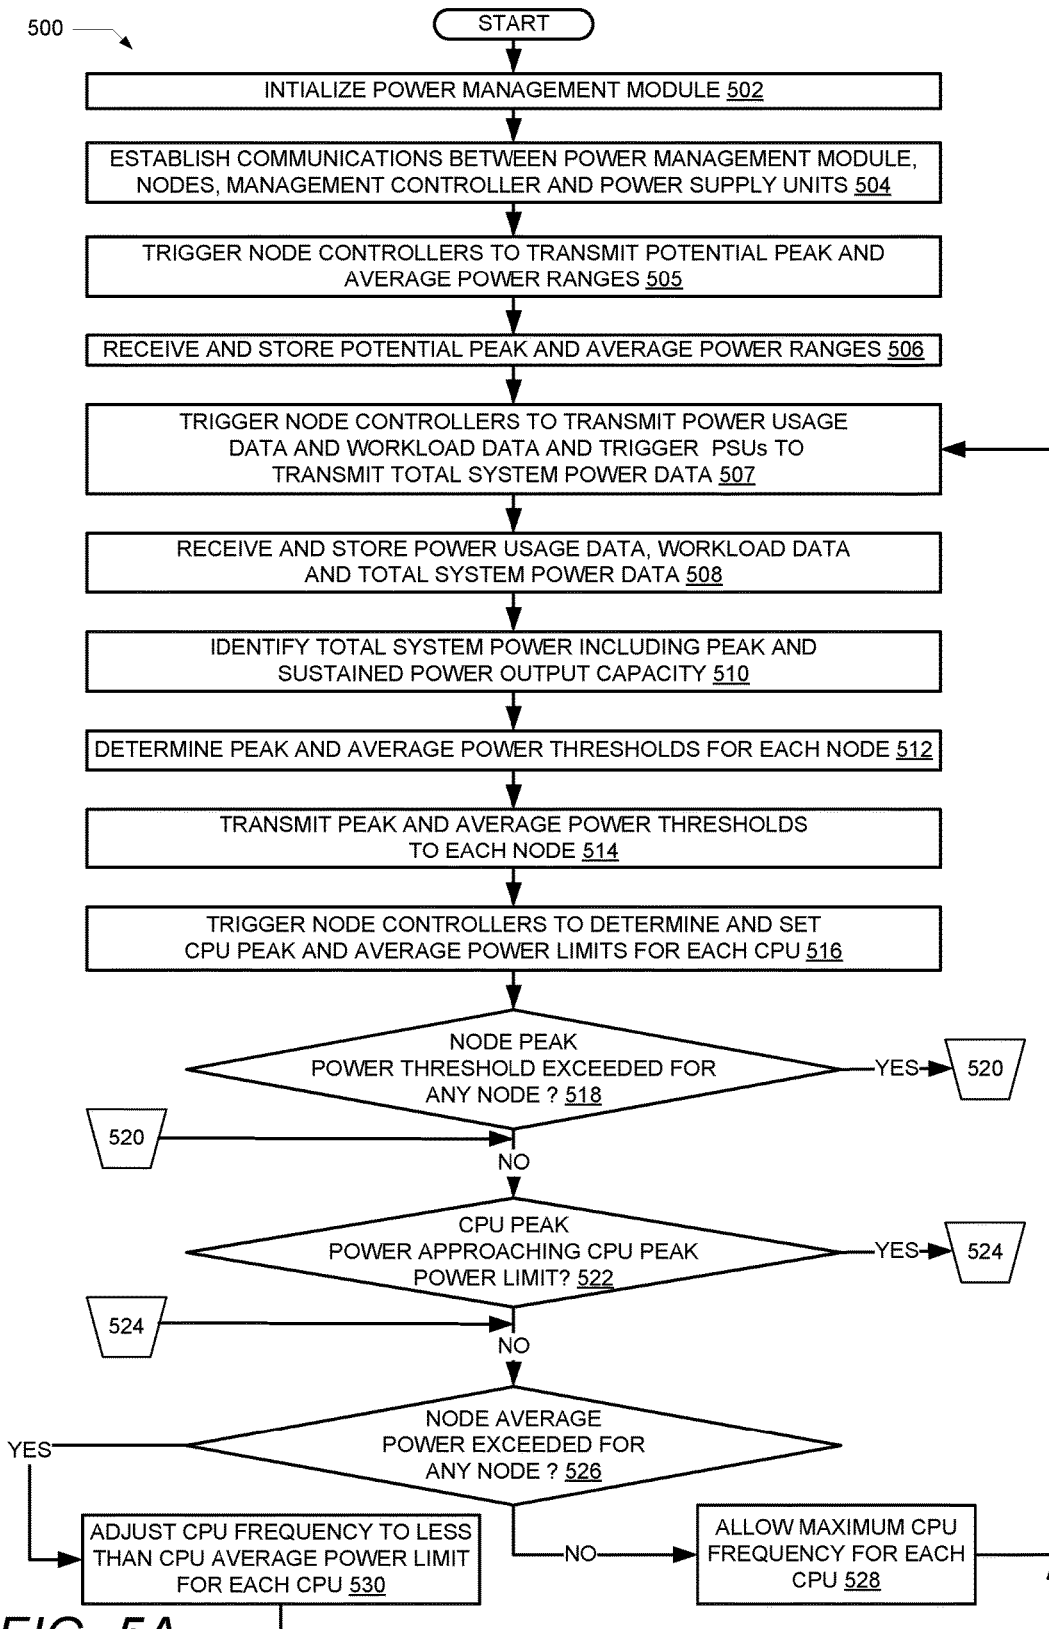 START
500
INTIALIZE POWER MANAGEMENT MODULE 502
ESTABLISH COMMUNICATIONS BETWEEN POWER MANAGEMENT MODULE,
NODES, MANAGEMENT CONTROLLER AND POWER SUPPLY UNITS 504
TRIGGER NODE CONTROLLERS TO TRANSMIT POTENTIAL PEAK AND
AVERAGE POWER RANGES 505
RECEIVE AND STORE POTENTIAL PEAK AND AVERAGE POWER RANGES 506
TRIGGER NODE CONTROLLERS TO TRANSMIT POWER USAGE
DATA AND WORKLOAD DATA AND TRIGGER PSUs TO
TRANSMIT TOTAL SYSTEM POWER DATA 507
RECEIVE AND STORE POWER USAGE DATA, WORKLOAD DATA
AND TOTAL SYSTEM POWER DATA 508
IDENTIFY TOTAL SYSTEM POWER INCLUDING PEAK AND
SUSTAINED POWER OUTPUT CAPACITY 510
DETERMINE PEAK AND AVERAGE POWER THRESHOLDS FOR EACH NODE 512
TRANSMIT PEAK AND AVERAGE POWER THRESHOLDS
TO EACH NODE 514
TRIGGER NODE CONTROLLERS TO DETERMINE AND SET
CPU PEAK AND AVERAGE POWER LIMITS FOR EACH CPU 516
NODE PEAK
POWER THRESHOLD EXCEEDED FOR
ANY NODE ? 518
YES
520
520
NO
CPU PEAK
POWER APPROACHING CPU PEAK
POWER LIMIT? 522
YES
524
524
NO
NODE AVERAGE
POWER EXCEEDED FOR
ANY NODE ? 526
YES
ADJUST CPU FREQUENCY TO LESS
THAN CPU AVERAGE POWER LIMIT
FOR EACH CPU 530
NO
ALLOW MAXIMUM CPU
FREQUENCY FOR EACH
CPU 528
FIG. 5A